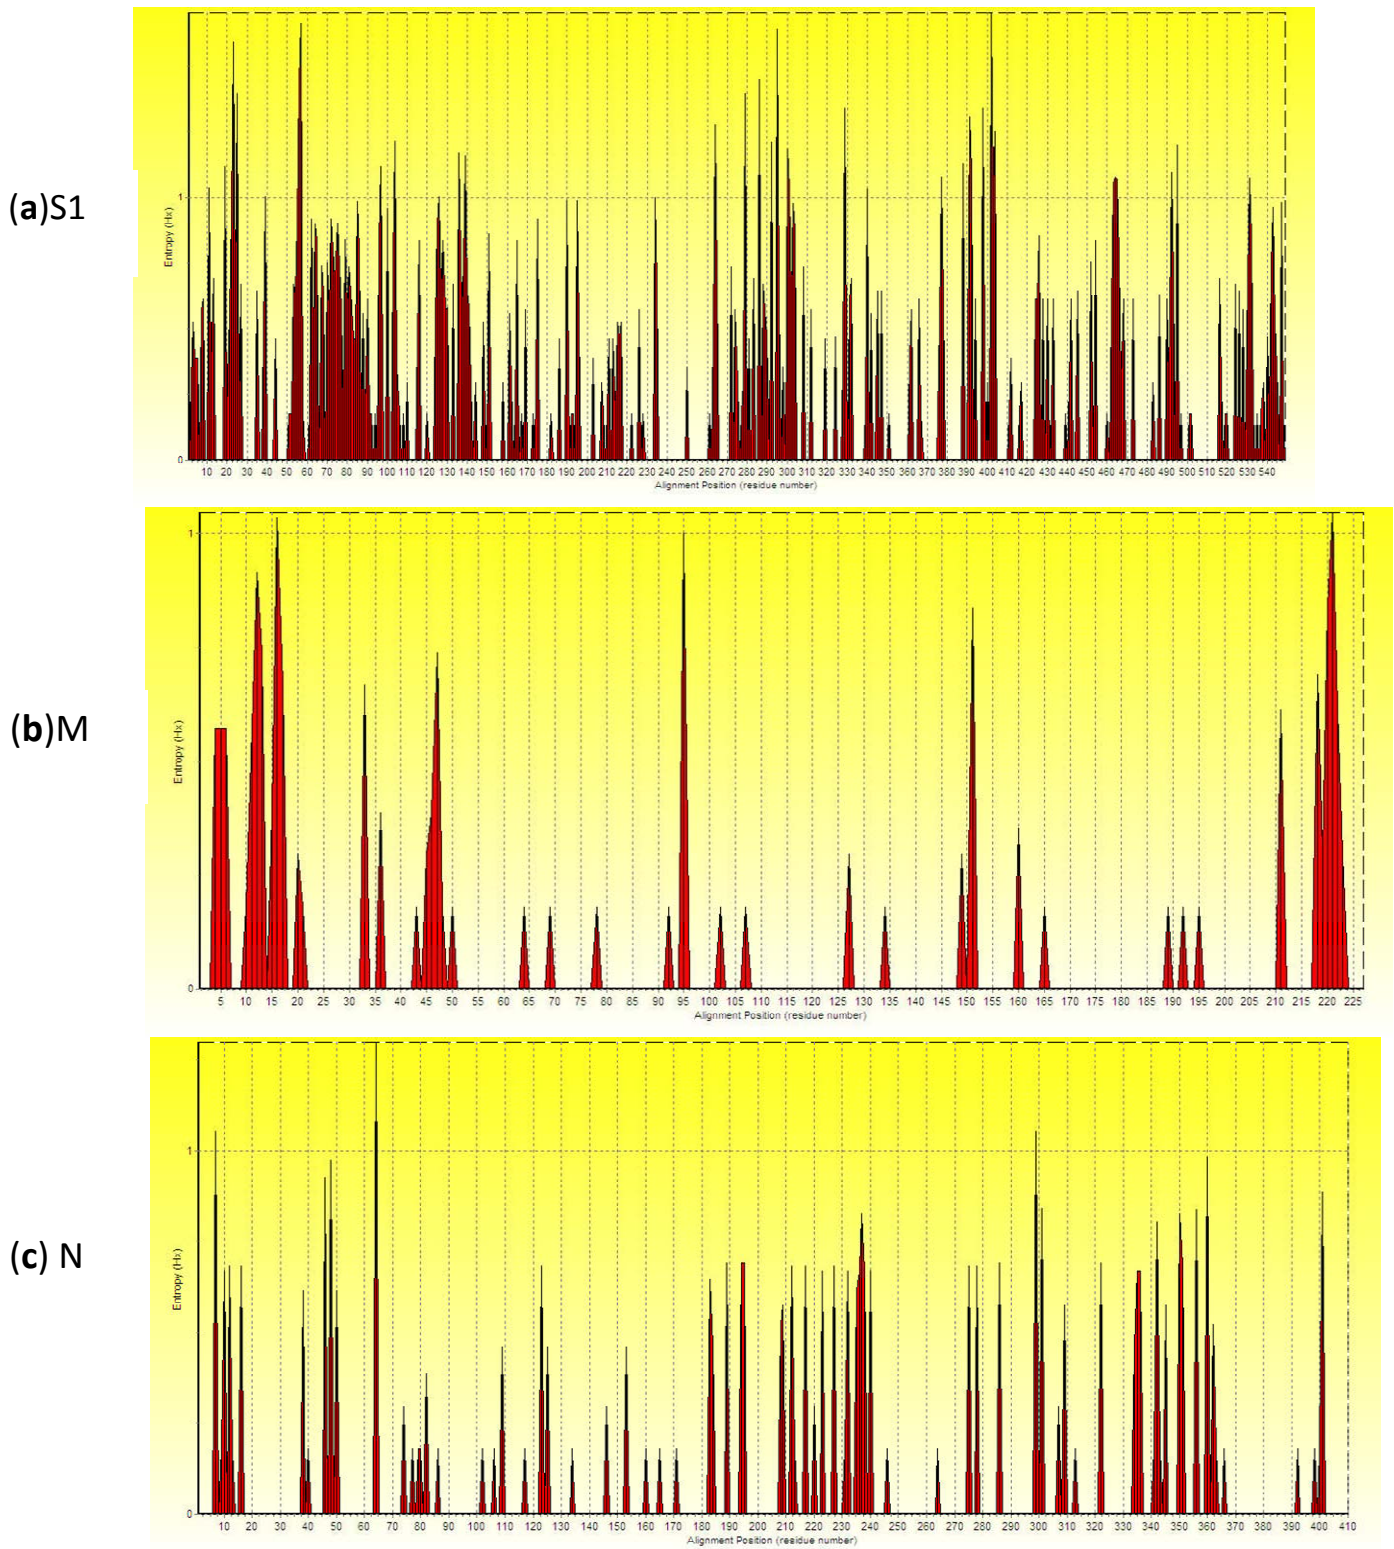 (a)S1
1
Entropy (Hx)
0
10 20 30 40 50 60 70 80 90 100 110 120 130 140 150 160 170 180 190 200 210 220 230 240 250 260 270 280 290 300 310 320 330 340 350 360 370 380 390 400 410 420 430 440 450 460 470 480 490 500 510 520 530 540
Alignment Position (residue number)
(b)M
1
Entropy (Hx)
0
5 10 15 20 25 30 35 40 45 50 55 60 65 70 75 80 85 90 95 100 105 110 115 120 125 130 135 140 145 150 155 160 165 170 175 180 185 190 195 200 205 210 215 220 225
Alignment Position (residue number)
(c) N
1
Entropy (Hx)
0
10 20 30 40 50 60 70 80 90 100 110 120 130 140 150 160 170 180 190 200 210 220 230 240 250 260 270 280 290 300 310 320 330 340 350 360 370 380 390 400 410
Alignment Position (residue number)